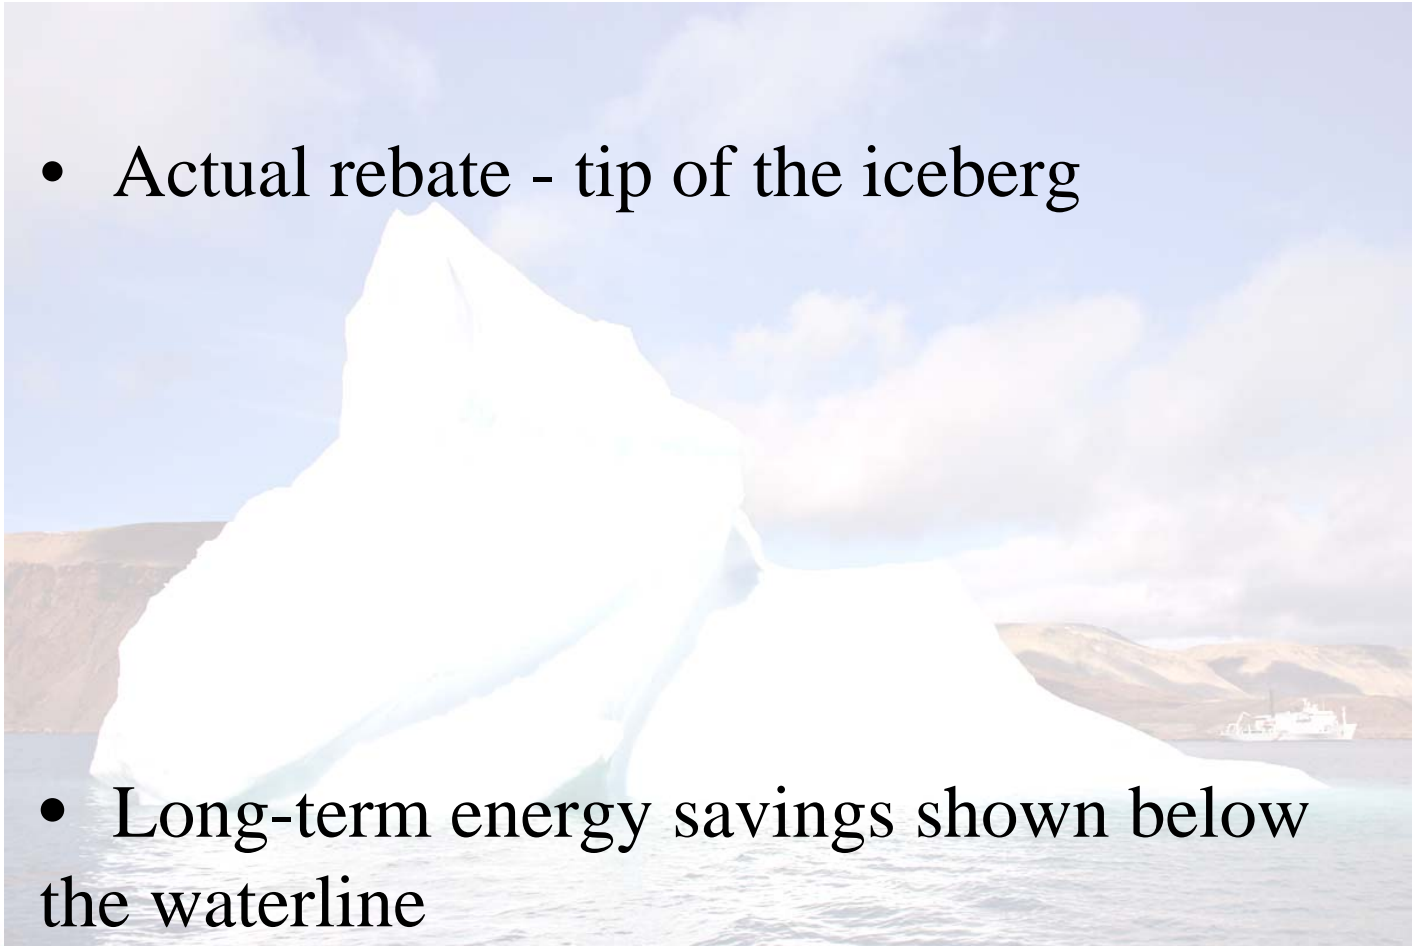 • Actual rebate - tip of the iceberg
• Long-term energy savings shown below
the waterline